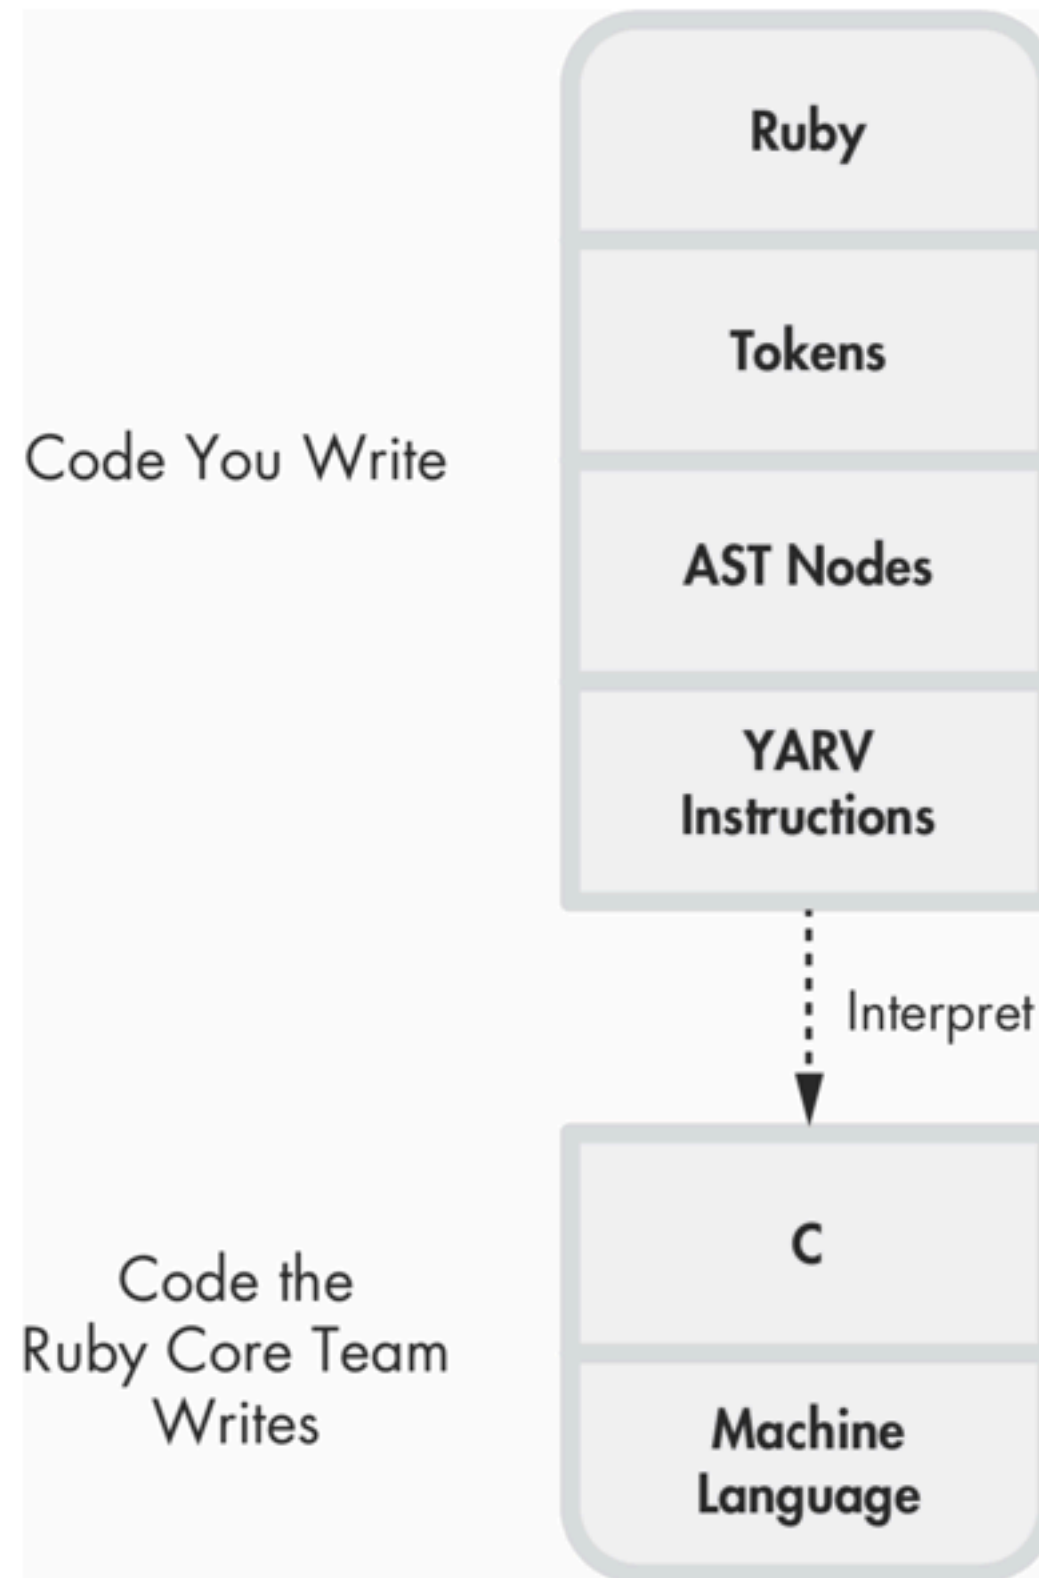 Ruby
Tokens
Code You Write
AST Nodes
YARV
Instructions
Interpret
C
Code the
Ruby Core Team
Writes
Machine
Language